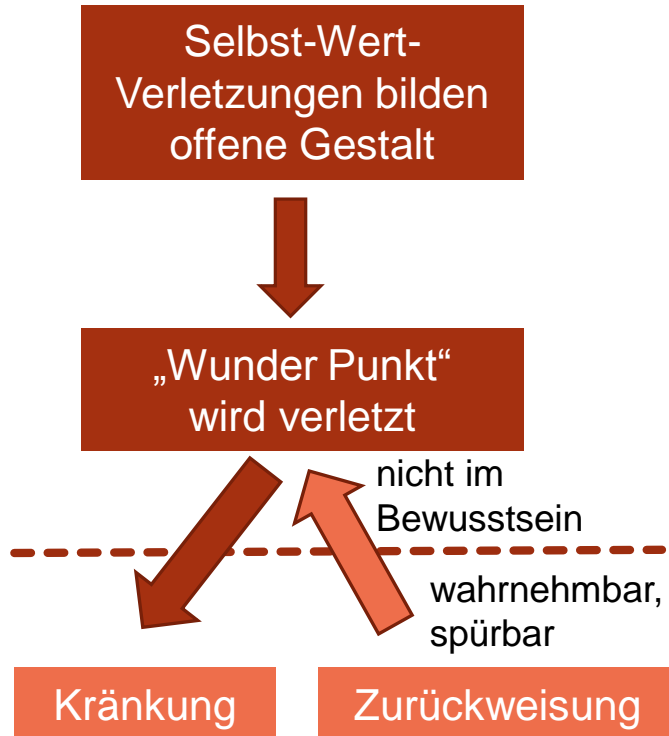 Selbst-Wert-
Verletzungen bilden
offene Gestalt
„Wunder Punkt“
wird verletzt
nicht im
Bewusstsein
wahrnehmbar,
spürbar
Kränkung
Zurückweisung